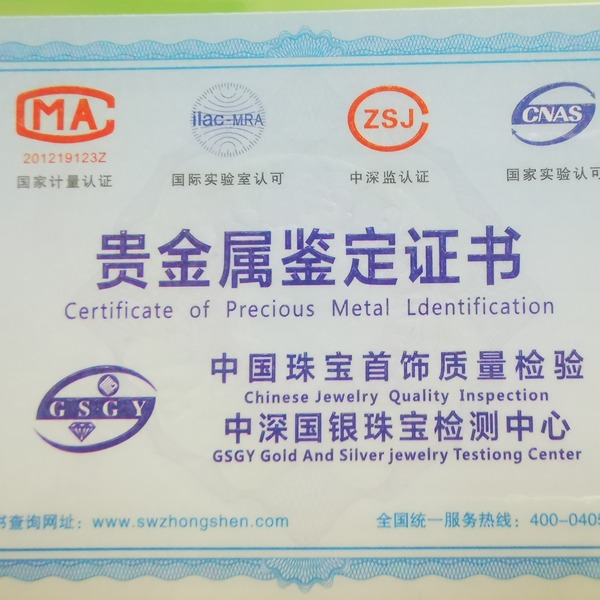 MA ilac-MRA ZSJ CNAS
201219123Z
国家计量认证 国际实验室认可 中深监认证 国家实验认可
贵金属鉴定证书
Certificate of Precious Metal Ldentification
中国珠宝首饰质量检验
Chinese Jewelry Quality Inspection
GSGY
中深国银珠宝检测中心
GSGY Gold And Silver jewelry Testiong Center
书查询网址：www.swzhongshen.com 全国统一服务热线：400-0405